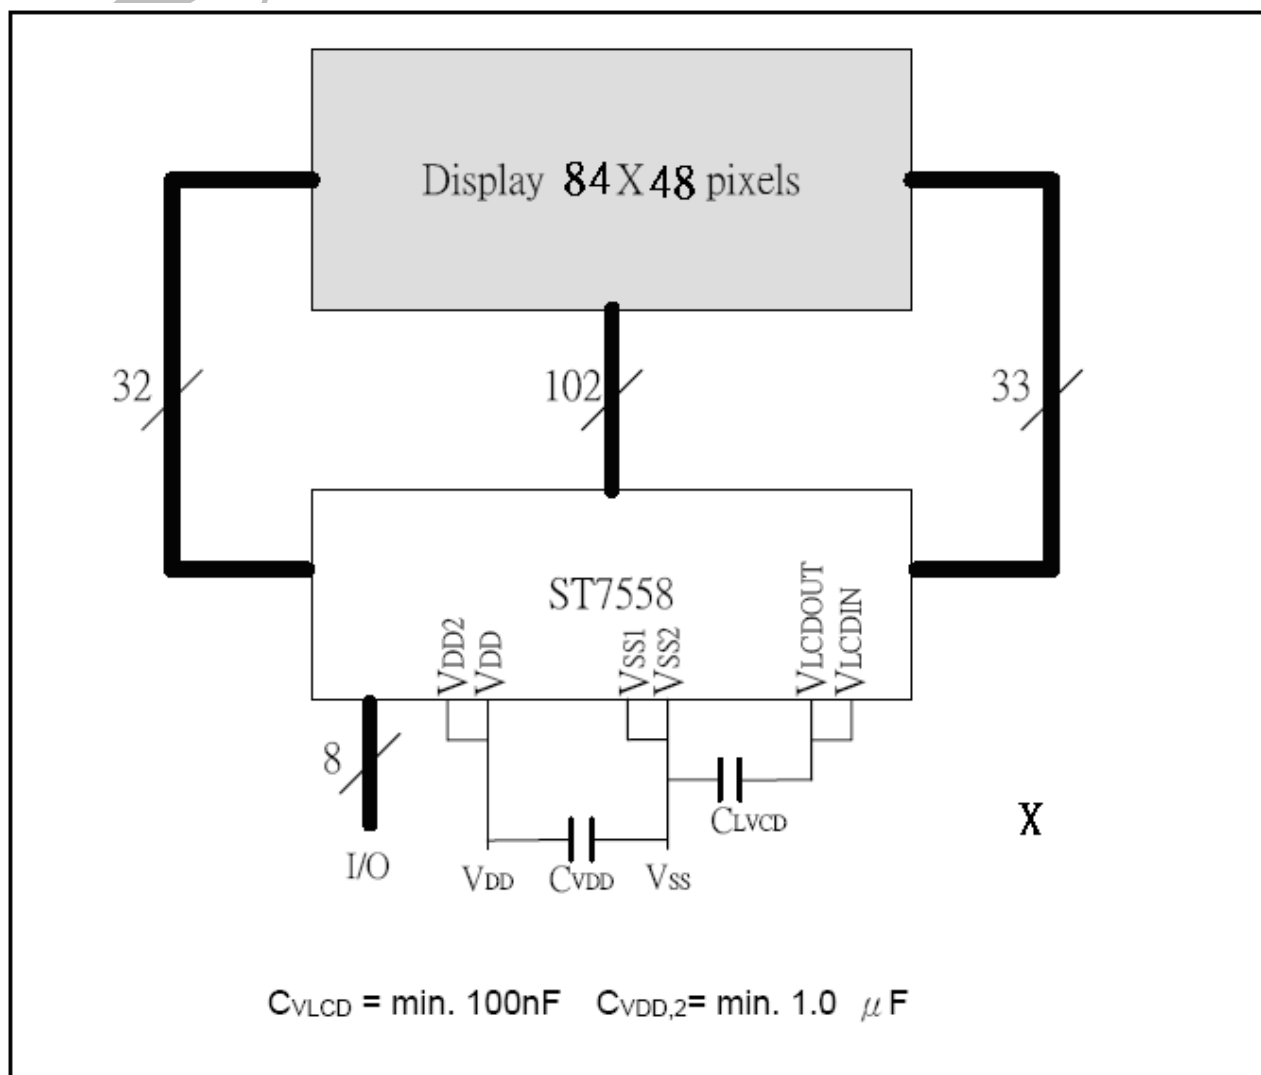 Display 84X48 pixels
32
102
33
ST7558
VDD2
VDD
VSS1
VSS2
VLCDOUT
VLCDIN
8
I/O
VDD
CVDD
VSS
CLVCD
X
CVLCD = min. 100nF CVDD,2= min. 1.0 μF